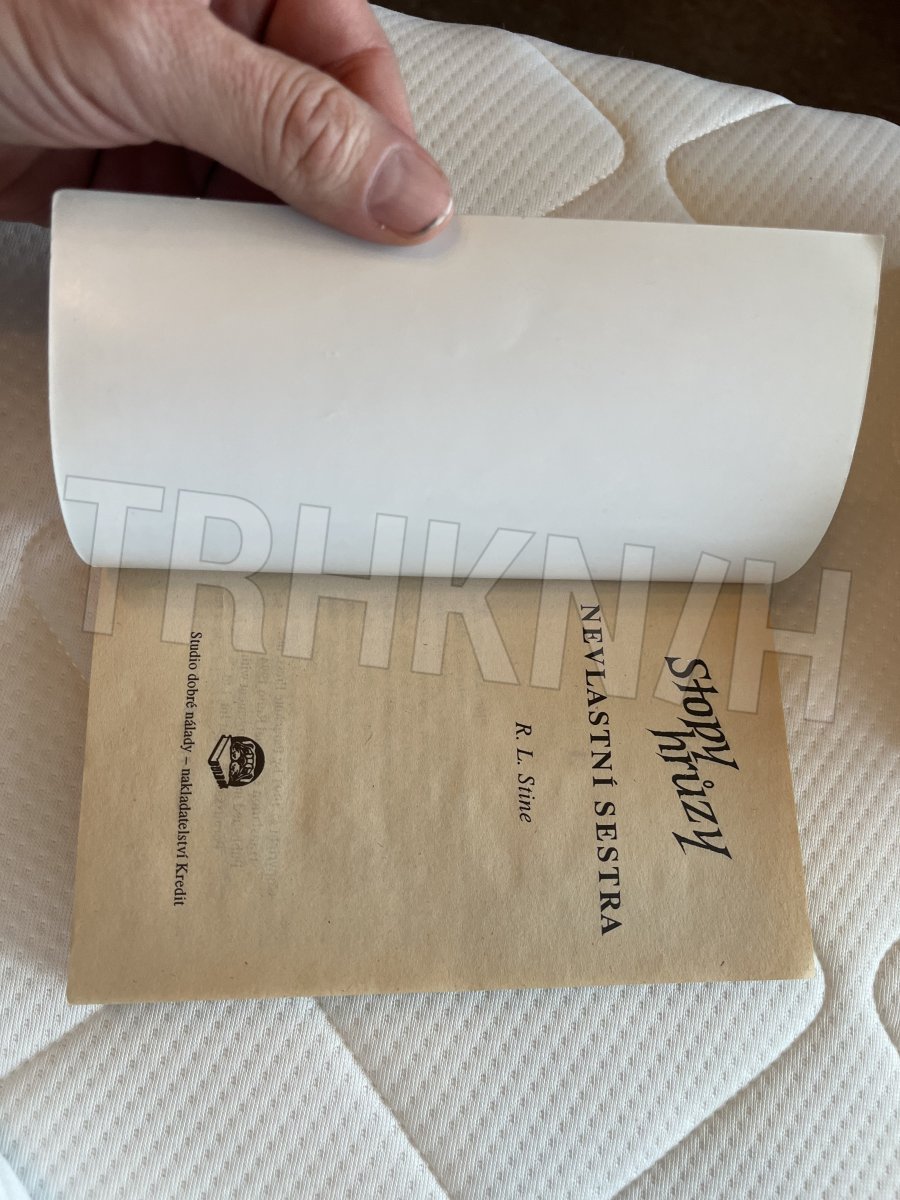 Stopy
hrůzy
NEVLASTNÍ SESTRA
R. L. Stine
Studio dobré nálady – nakladatelství Kredit
TRHKNIH